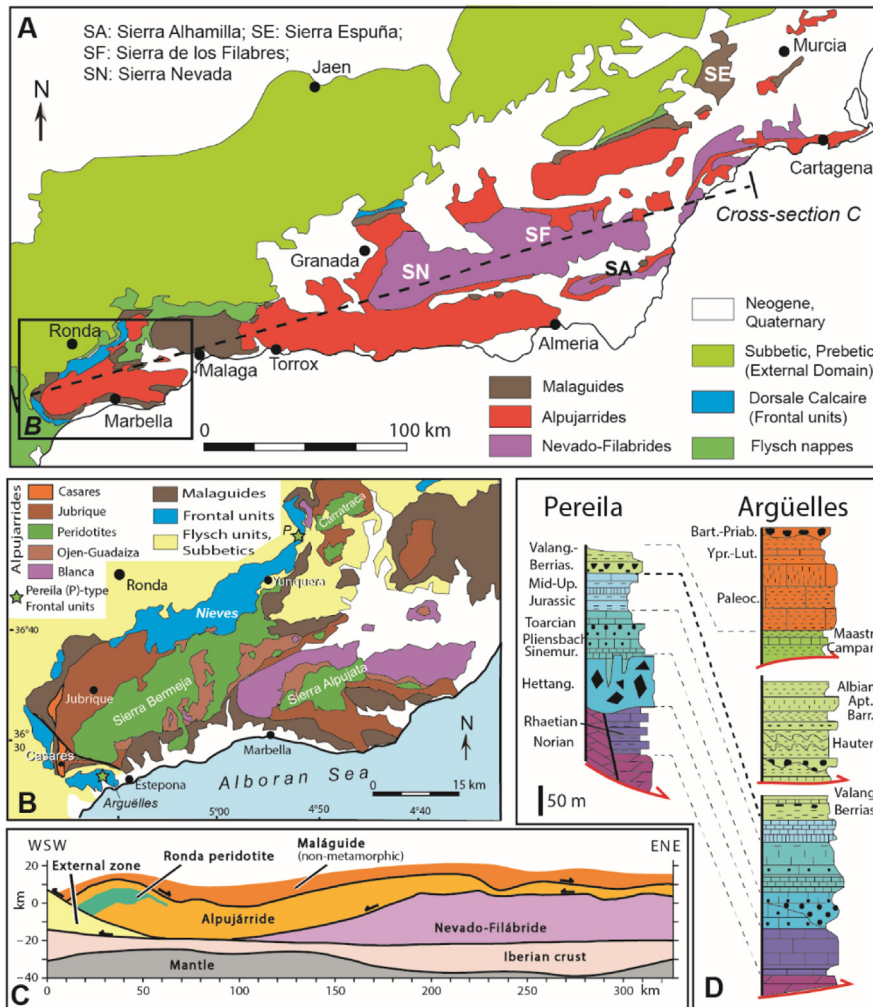 A
SA: Sierra Alhamilla; SE: Sierra Espuña;
SF: Sierra de los Filabres;
SN: Sierra Nevada
N
Jaen
SE
Murcia
Cartagena
Cross-section C
SF
Granada
SN
SA
Almeria
Ronda
Malaga
Torrox
Marbella
B
Malaguides
Alpujarrides
Nevado-Filabrides
Neogene,
Quaternary
Subbetic, Prebetic
(External Domain)
Dorsale Calcaire
(Frontal units)
Flysch nappes
0 100 km
Alpujarrides
Casares
Jubrique
Peridotites
Ojen-Guadaiza
Blanca
Pereila (P)-type
Frontal units
Malaguides
Frontal units
Flysch units,
Subbetics
P
Carratraca
Ronda
Yunquera
Nieves
36°40
Jubrique
Sierra Bermeja
Sierra Alpujata
N
36°
30
Casares
Marbella
Estepona
Alboran Sea
Argüelles
0 15 km
B
5°00
4°50
4°40
Pereila
Valang.-
Berrias.
Mid-Up.
Jurassic
Toarcian
Pliensbach
Sinemur.
Hettang.
Rhaetian
Norian
50 m
Argüelles
Bart.-Priab.
Ypr.-Lut.
Paleoc.
Maastr
Campan
Albian
Apt.
Barr.
Hauter
Valang
Berrias
D
WSW
ENE
External zone
Ronda peridotite
Maláguide
(non-metamorphic)
20
0
km
−20
−40
Alpujárride
Nevado-Filábride
Iberian crust
Mantle
C
0 50 100 150 200 250 km 300